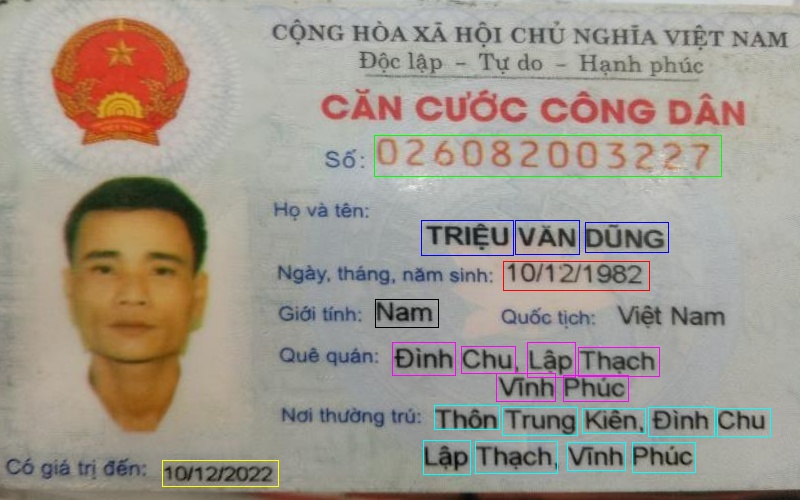 CỘNG HÒA XÃ HỘI CHỦ NGHĨA VIỆT NAM
Độc lập - Tự do - Hạnh phúc
CĂN CƯỚC CÔNG DÂN
Số: 026082003227
Họ và tên:
TRIỆU VĂN DŨNG
Ngày, tháng, năm sinh: 10/12/1982
Giới tính: Nam Quốc tịch: Việt Nam
Quê quán: Đình Chu, Lập Thạch
Vĩnh Phúc
Nơi thường trú: Thôn Trung Kiên, Đình Chu
Lập Thạch, Vĩnh Phúc
Có giá trị đến: 10/12/2022